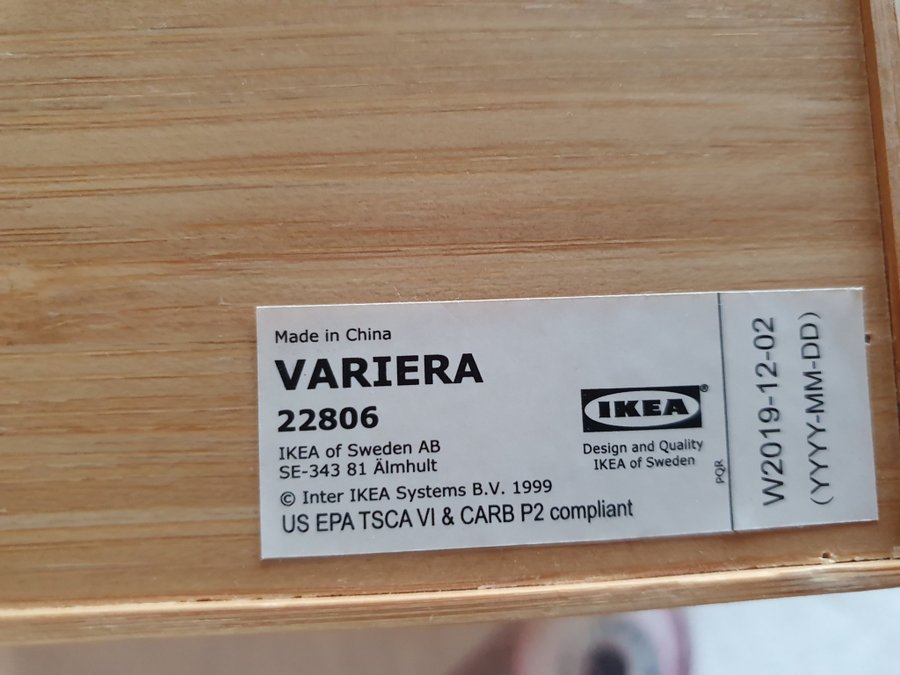 Made in China
VARIERA
22806
IKEA of Sweden AB
SE-343 81 Älmhult
© Inter IKEA Systems B.V. 1999
US EPA TSCA VI & CARB P2 compliant
IKEA®
Design and Quality
IKEA of Sweden
PQR
W2019-12-02
(YYYY-MM-DD)